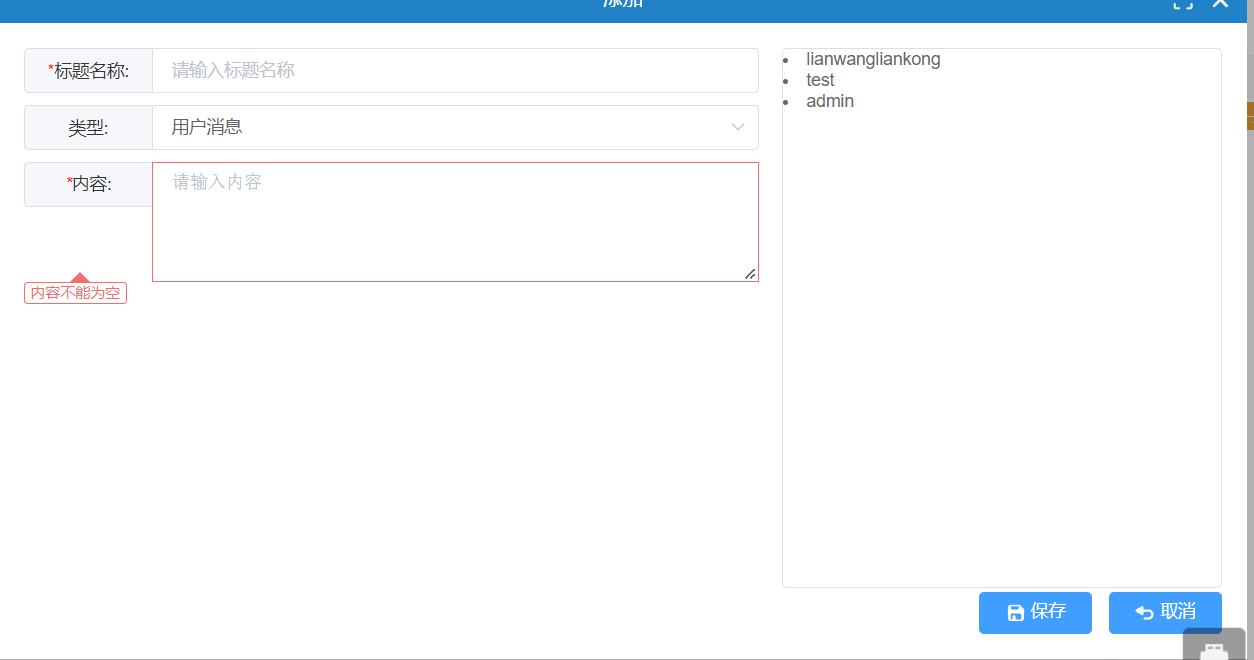 添加
*标题名称:
请输入标题名称
类型:
用户消息
*内容:
请输入内容
内容不能为空
lianwangliankong
test
admin
保存
取消